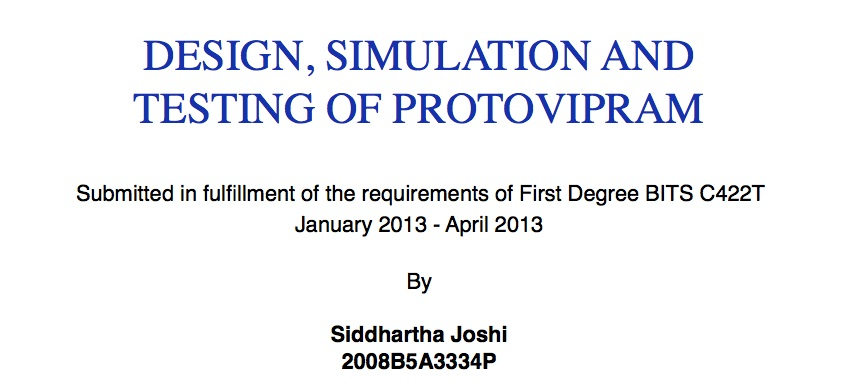 DESIGN, SIMULATION AND
TESTING OF PROTOVIPRAM
Submitted in fulfillment of the requirements of First Degree BITS C422T
January 2013 - April 2013
By
Siddhartha Joshi
2008B5A3334P